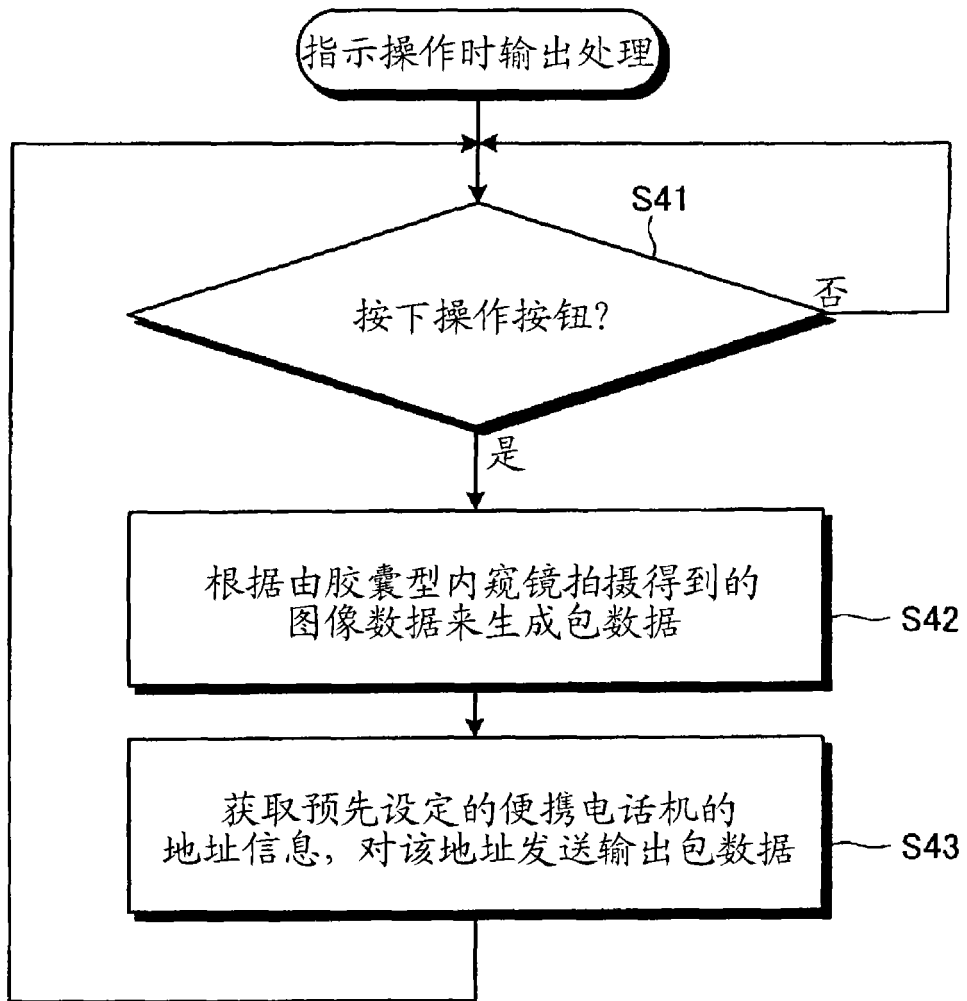 指示操作时输出处理
S41
按下操作按钮?
否
是
根据由胶囊型内窥镜拍摄得到的
图像数据来生成包数据
S42
获取预先设定的便携电话机的
地址信息，对该地址发送输出包数据
S43